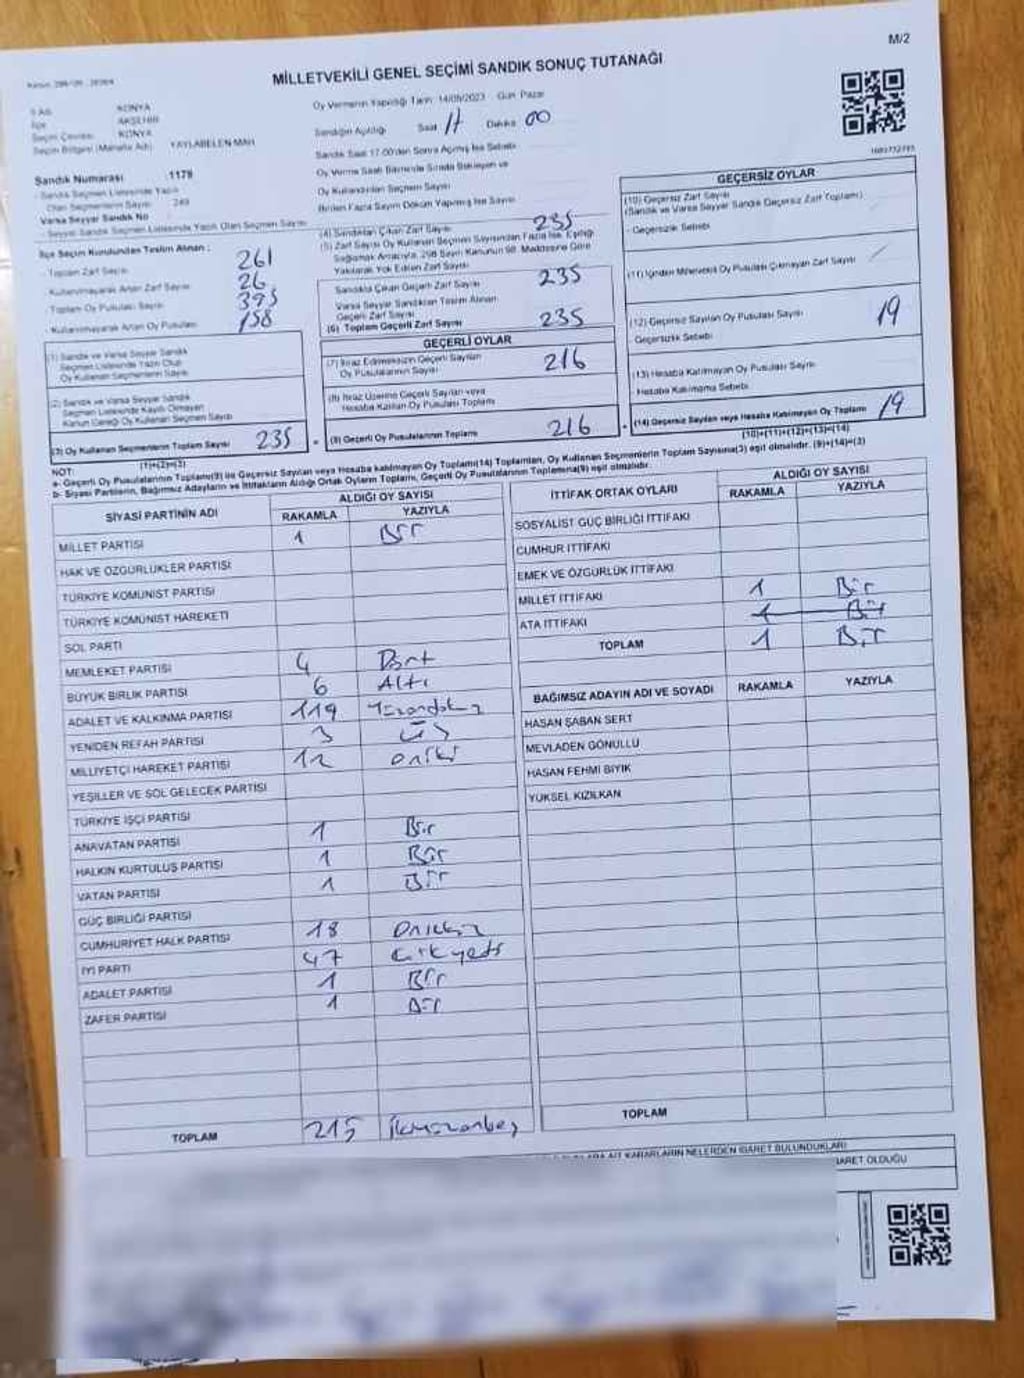 M/2
MİLLETVEKİLİ GENEL SEÇİMİ SANDIK SONUÇ TUTANAĞI
İl Adı KONYA
İlçe AKŞEHİR
Seçim Çevresi KONYA
Seçim Bölgesi (Mahalle Adı) YAYLABELEN MAH
Oy Vermenin Yapıldığı Tarih: 14/05/2023 Gün: Pazar
Sandığın Açıldığı Saat 17 Dakika 00
Sandık Saat 17.00'den Sonra Açılmış İse Sebebi
Oy Verme Saati Bitiminde Sırada Bekleyen ve
Oy Kullandırılan Seçmen Sayısı
Birden Fazla Sayım Döküm Yapılmış İse Sayısı
Sandık Numarası 1178
- Sandık Seçmen Listesinde Yazılı
Olan Seçmenlerin Sayısı 249
Varsa Seyyar Sandık No
- Seyyar Sandık Seçmen Listesinde Yazılı Olan Seçmen Sayısı
İlçe Seçim Kurulundan Teslim Alınan :
- Toplam Zarf Sayısı 261
- Kullanılmayarak Artan Zarf Sayısı 26
- Toplam Oy Pusulası Sayısı 393
- Kullanılmayarak Artan Oy Pusulası 158
(1) Sandık ve Varsa Seyyar Sandık
Seçmen Listesinde Yazılı Olup
Oy Kullanan Seçmenlerin Sayısı
(2) Sandık ve Varsa Seyyar Sandık
Seçmen Listesinde Kayıtlı Olmayan
Kanun Gereği Oy Kullanan Seçmen Sayısı
(3) Oy Kullanan Seçmenlerin Toplam Sayısı 235
(1)+(2)=(3)
(4) Sandıktan Çıkan Zarf Sayısı 235
(5) Zarf Sayısı Oy Kullanan Seçmen Sayısından Fazla İse, Eşitliği
Sağlamak Amacıyla, 298 Sayılı Kanunun 98. Maddesine Göre
Yakılarak Yok Edilen Zarf Sayısı
Sandıkta Çıkan Geçerli Zarf Sayısı 235
Varsa Seyyar Sandıktan Teslim Alınan
Geçerli Zarf Sayısı
(6) Toplam Geçerli Zarf Sayısı 235
GEÇERLİ OYLAR
(7) İtiraz Edilmeksizin Geçerli Sayılan
Oy Pusulalarının Sayısı 216
(8) İtiraz Üzerine Geçerli Sayılan veya
Hesaba Katılan Oy Pusulası Toplamı
(9) Geçerli Oy Pusulalarının Toplamı 216
GEÇERSİZ OYLAR
(10) Geçersiz Zarf Sayısı
(Sandık ve Varsa Seyyar Sandık Geçersiz Zarf Toplamı)
- Geçersizlik Sebebi
(11) İçinden Milletvekili Oy Pusulası Çıkmayan Zarf Sayısı
(12) Geçersiz Sayılan Oy Pusulası Sayısı 19
Geçersizlik Sebebi
(13) Hesaba Katılmayan Oy Pusulası Sayısı
Hesaba Katılmama Sebebi
(14) Geçersiz Sayılan veya Hesaba Katılmayan Oy Toplamı 19
(10)+(11)+(12)+(13)=(14)
NOT:
a- Geçerli Oy Pusulalarının Toplamı(9) ile Geçersiz Sayılan veya Hesaba katılmayan Oy Toplamı(14) Toplamları, Oy Kullanan Seçmenlerin Toplam Sayısına(3) eşit olmalıdır. (9)+(14)=(3)
b- Siyasi Partilerin, Bağımsız Adayların ve İttifakların Aldığı Ortak Oyların Toplamı, Geçerli Oy Pusulalarının Toplamına(9) eşit olmalıdır.
SİYASİ PARTİNİN ADI ALDIĞI OY SAYISI
RAKAMLA YAZIYLA
MİLLET PARTİSİ 1 Bir
HAK VE ÖZGÜRLÜKLER PARTİSİ
TÜRKİYE KOMÜNİST PARTİSİ
TÜRKİYE KOMÜNİST HAREKETİ
SOL PARTİ
MEMLEKET PARTİSİ 4 Dört
BÜYÜK BİRLİK PARTİSİ 6 Altı
ADALET VE KALKINMA PARTİSİ 119 Yüzondokuz
YENİDEN REFAH PARTİSİ 3 Üç
MİLLİYETÇİ HAREKET PARTİSİ 12 oniki
YEŞİLLER VE SOL GELECEK PARTİSİ
TÜRKİYE İŞÇİ PARTİSİ
ANAVATAN PARTİSİ 1 Bir
HALKIN KURTULUŞ PARTİSİ 1 Bir
VATAN PARTİSİ 1 Bir
GÜÇ BİRLİĞİ PARTİSİ
CUMHURİYET HALK PARTİSİ 18 Onsekiz
İYİ PARTİ 47 kırkyedi
ADALET PARTİSİ 1 Bir
ZAFER PARTİSİ 1 Bir
TOPLAM 215 ikiyüzonbeş
İTTİFAK ORTAK OYLARI ALDIĞI OY SAYISI
RAKAMLA YAZIYLA
SOSYALİST GÜÇ BİRLİĞİ İTTİFAKI
CUMHUR İTTİFAKI
EMEK VE ÖZGÜRLÜK İTTİFAKI
MİLLET İTTİFAKI 1 Bir
ATA İTTİFAKI 1 Bir
TOPLAM 1 Bir
BAĞIMSIZ ADAYIN ADI VE SOYADI RAKAMLA YAZIYLA
HASAN ŞABAN SERT
MEVLADEN GÖNÜLLÜ
HASAN FEHMİ BIYIK
YÜKSEL KIZILKAN
TOPLAM
AİT KARARLARIN NELERDEN İBARET BULUNDUKLARI
İBARET OLDUĞU